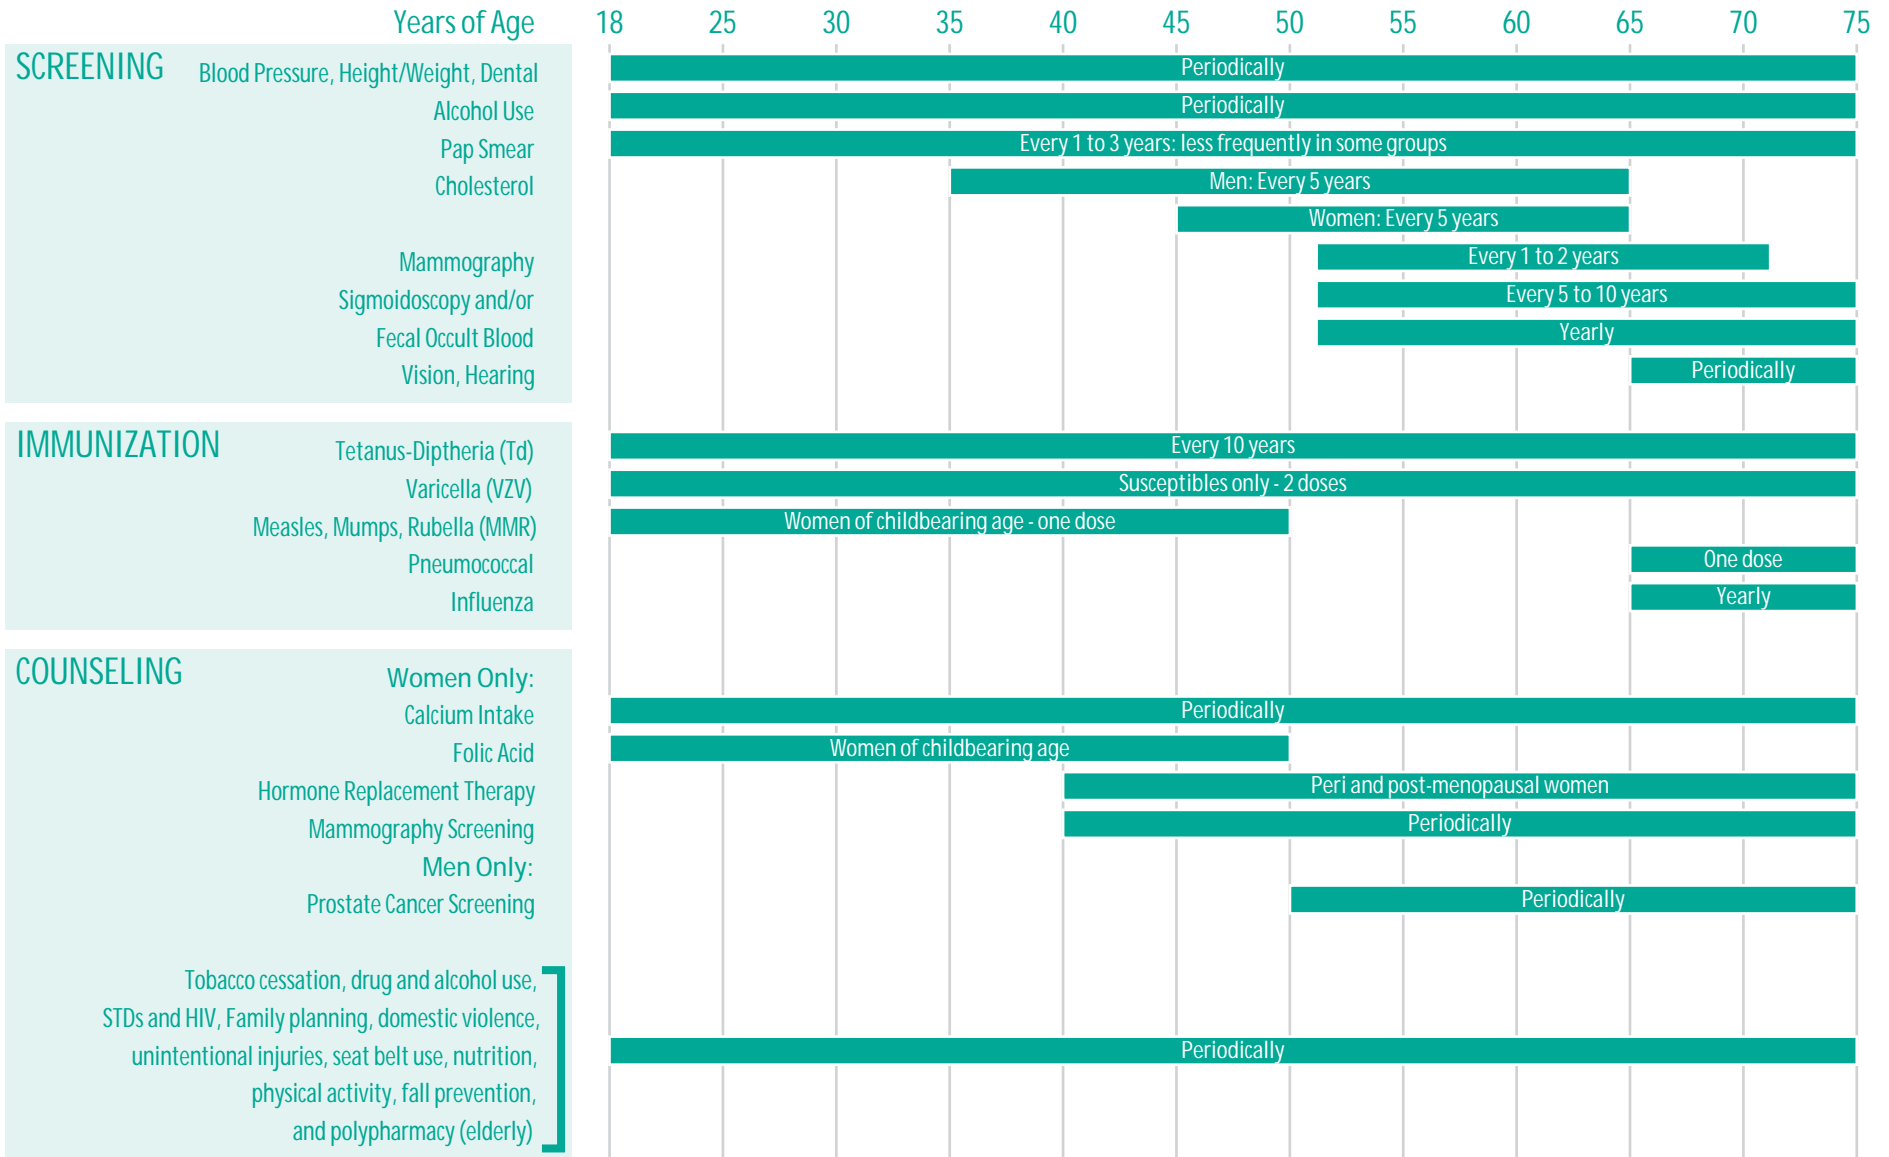 Years of Age 18 25 30 35 40 45 50 55 60 65 70 75
SCREENING Blood Pressure, Height/Weight, Dental Periodically
Alcohol Use Periodically
Pap Smear Every 1 to 3 years: less frequently in some groups
Cholesterol Men: Every 5 years
Women: Every 5 years
Mammography Every 1 to 2 years
Sigmoidoscopy and/or Every 5 to 10 years
Fecal Occult Blood Yearly
Vision, Hearing Periodically
IMMUNIZATION Tetanus-Diptheria (Td) Every 10 years
Varicella (VZV) Susceptibles only - 2 doses
Measles, Mumps, Rubella (MMR) Women of childbearing age - one dose
Pneumococcal One dose
Influenza Yearly
COUNSELING Women Only:
Calcium Intake Periodically
Folic Acid Women of childbearing age
Hormone Replacement Therapy Peri and post-menopausal women
Mammography Screening Periodically
Men Only:
Prostate Cancer Screening Periodically
Tobacco cessation, drug and alcohol use,
STDs and HIV, Family planning, domestic violence,
unintentional injuries, seat belt use, nutrition, Periodically
physical activity, fall prevention,
and polypharmacy (elderly)